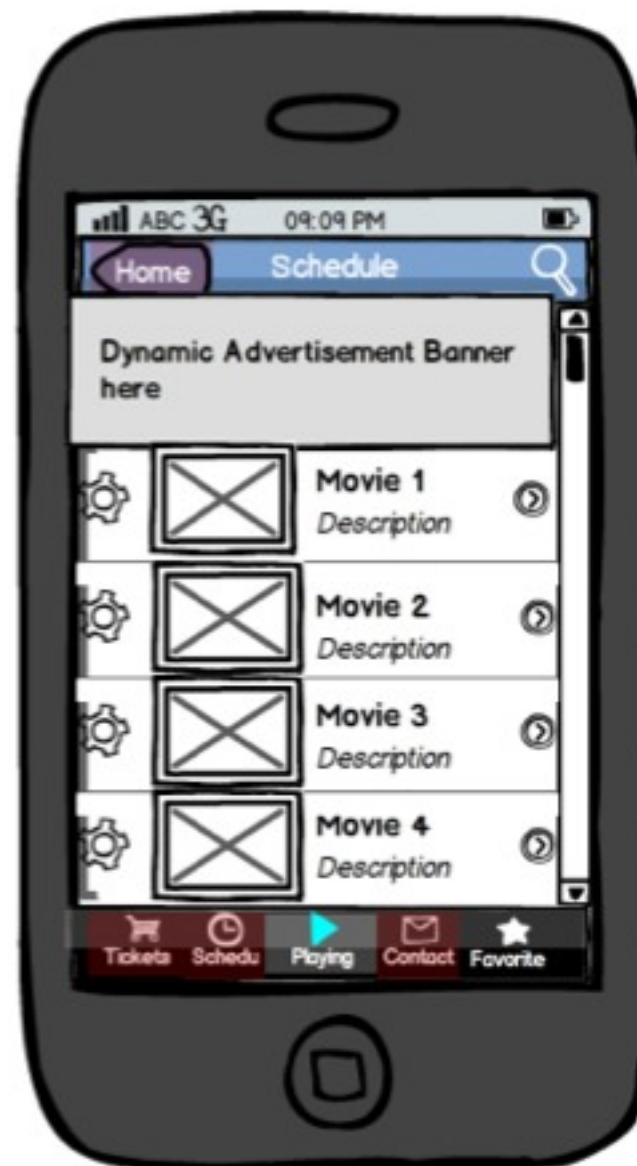 ABC 3G 09:09 PM
Home Schedule
Dynamic Advertisement Banner
here
Movie 1
Description
Movie 2
Description
Movie 3
Description
Movie 4
Description
Tickets Schedu Playing Contact Favorite